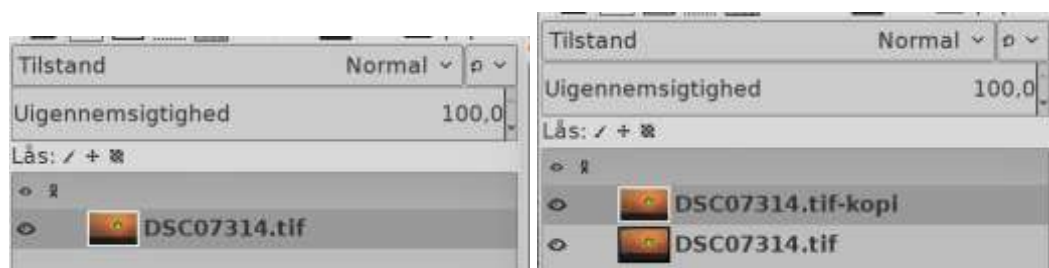 Tilstand Normal
Uigennemsigtighed 100,0
Lås:
DSC07314.tif
Tilstand Normal
Uigennemsigtighed 100,0
Lås:
DSC07314.tif-kopi
DSC07314.tif